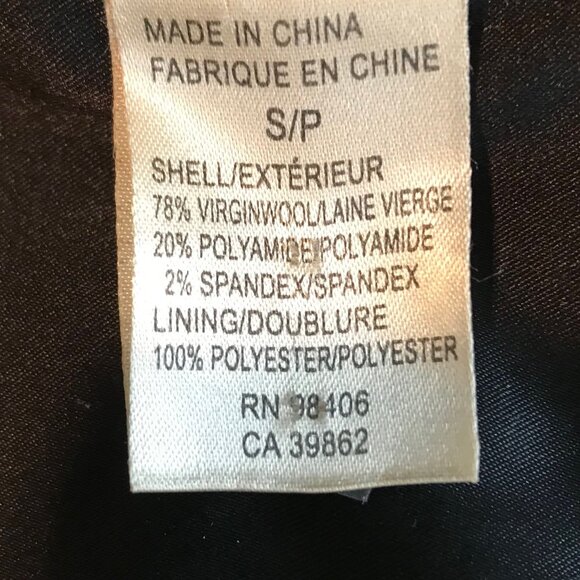 MADE IN CHINA
FABRIQUE EN CHINE
S/P
SHELL/EXTÉRIEUR
78% VIRGINWOOL/LAINE VIERGE
20% POLYAMIDE/POLYAMIDE
2% SPANDEX/SPANDEX
LINING/DOUBLURE
100% POLYESTER/POLYESTER
RN 98406
CA 39862